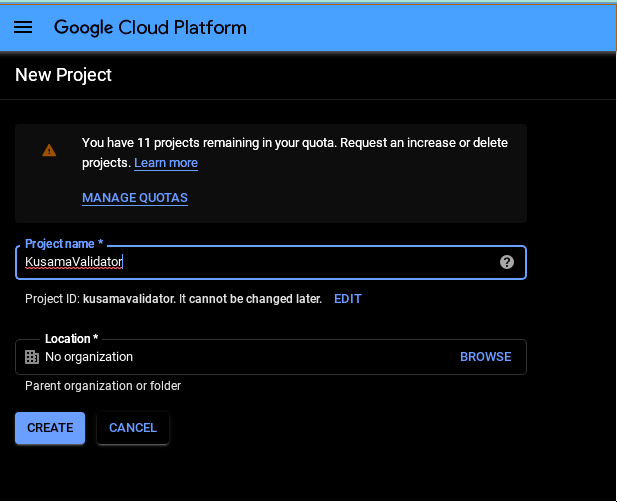 Google Cloud Platform
New Project
You have 11 projects remaining in your quota. Request an increase or delete
projects. Learn more
MANAGE QUOTAS
Project name *
KusamaValidator
Project ID: kusamavalidator. It cannot be changed later. EDIT
Location *
No organization BROWSE
Parent organization or folder
CREATE CANCEL